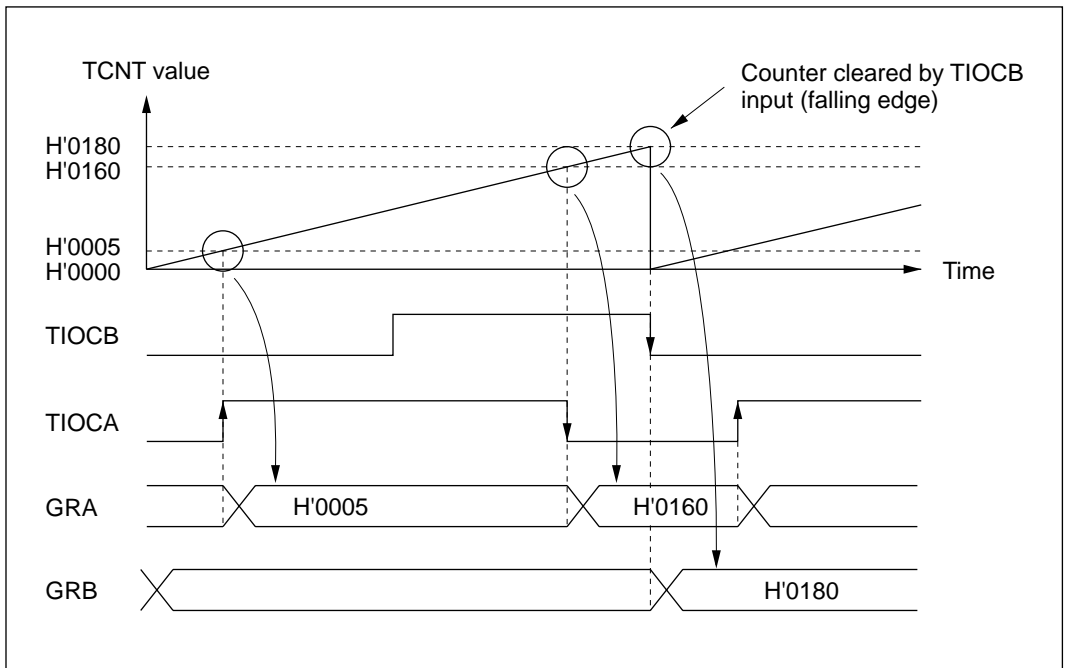 TCNT value
Counter cleared by TIOCB
input (falling edge)
H'0180
H'0160
H'0005
H'0000
Time
TIOCB
TIOCA
GRA
H'0005
H'0160
GRB
H'0180